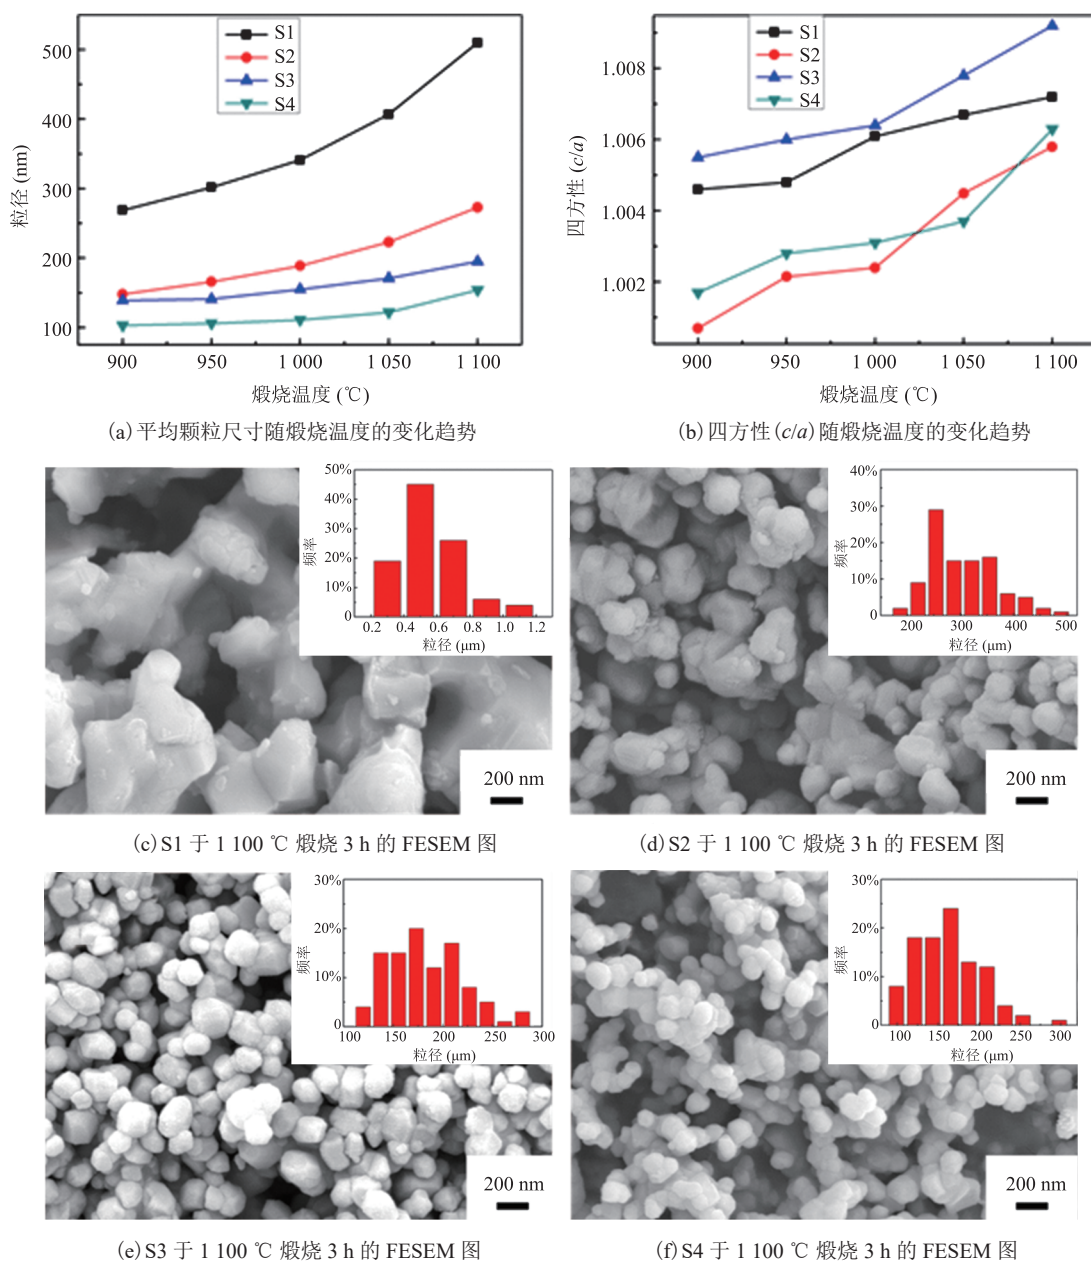 S1
S2
S3
S4
500
400
300
200
100
粒径 (nm)
900 950 1 000 1 050 1 100
煅烧温度 (℃)
(a) 平均颗粒尺寸随煅烧温度的变化趋势
S1
S2
S3
S4
1.008
1.006
1.004
1.002
四方性 (c/a)
900 950 1 000 1 050 1 100
煅烧温度 (℃)
(b) 四方性 (c/a) 随煅烧温度的变化趋势
50%
40%
30%
20%
10%
0
频率
0.2 0.4 0.6 0.8 1.0 1.2
粒径 (μm)
200 nm
(c) S1 于 1 100 ℃ 煅烧 3 h 的 FESEM 图
40%
30%
20%
10%
0
频率
200 300 400 500
粒径 (μm)
200 nm
(d) S2 于 1 100 ℃ 煅烧 3 h 的 FESEM 图
30%
20%
10%
0
频率
100 150 200 250 300
粒径 (μm)
200 nm
(e) S3 于 1 100 ℃ 煅烧 3 h 的 FESEM 图
30%
20%
10%
0
频率
100 150 200 250 300
粒径 (μm)
200 nm
(f) S4 于 1 100 ℃ 煅烧 3 h 的 FESEM 图